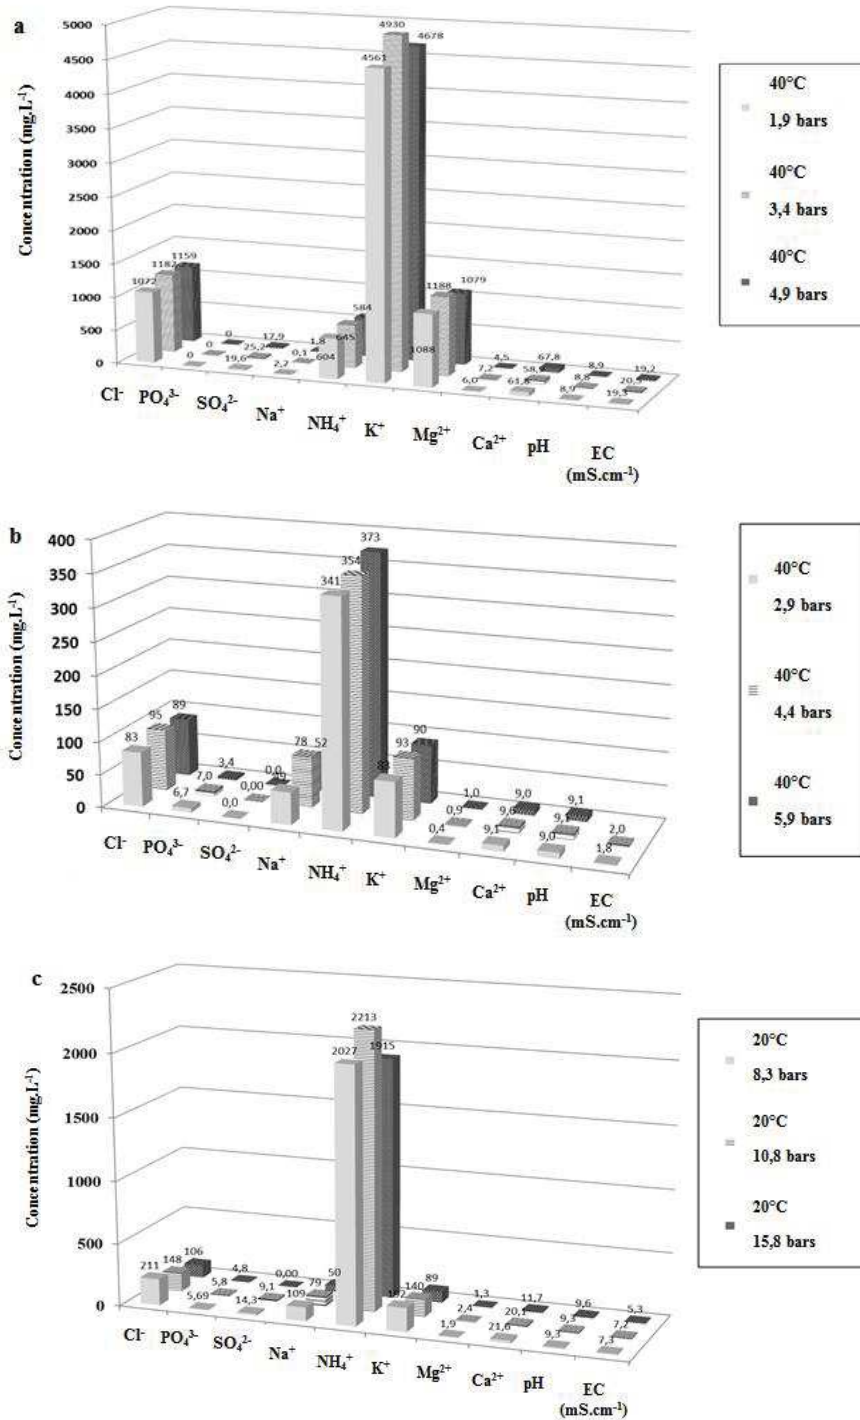 a
Concentration (mg.L⁻¹)
5000
4500
4000
3500
3000
2500
2000
1500
1000
500
0
1072 1182 1159
0 0 0
19,6 25,2 17,9
2,7 0,1 1,8
604 645 584
4561 4930 4678
1088 1188 1079
6,0 7,2 4,5
67,8
8,9 8,8 8,9
19,3 20,5 19,2
Cl⁻ PO₄³⁻ SO₄²⁻ Na⁺ NH₄⁺ K⁺ Mg²⁺ Ca²⁺ pH EC
(mS.cm⁻¹)
40°C
1,9 bars
40°C
3,4 bars
40°C
4,9 bars
b
Concentration (mg.L⁻¹)
400
350
300
250
200
150
100
50
0
83 95 89
6,7 7,0 3,4
0,0 0,00 0,0
78 52
341 354 373
93 90
0,4 0,9 1,0
9,1 9,6 9,0
9,0 9,1 9,1
1,8 2,0
Cl⁻ PO₄³⁻ SO₄²⁻ Na⁺ NH₄⁺ K⁺ Mg²⁺ Ca²⁺ pH EC
(mS.cm⁻¹)
40°C
2,9 bars
40°C
4,4 bars
40°C
5,9 bars
c
Concentration (mg.L⁻¹)
2500
2000
1500
1000
500
0
211 148 106
5,69 5,8 4,8
14,3 9,1 0,00
109 79 50
2027 2213 1915
192 140 89
1,9 2,4 1,3
21,6 20,1 11,7
9,3 9,3 9,6
7,3 7,2 5,3
Cl⁻ PO₄³⁻ SO₄²⁻ Na⁺ NH₄⁺ K⁺ Mg²⁺ Ca²⁺ pH EC
(mS.cm⁻¹)
20°C
8,3 bars
20°C
10,8 bars
20°C
15,8 bars